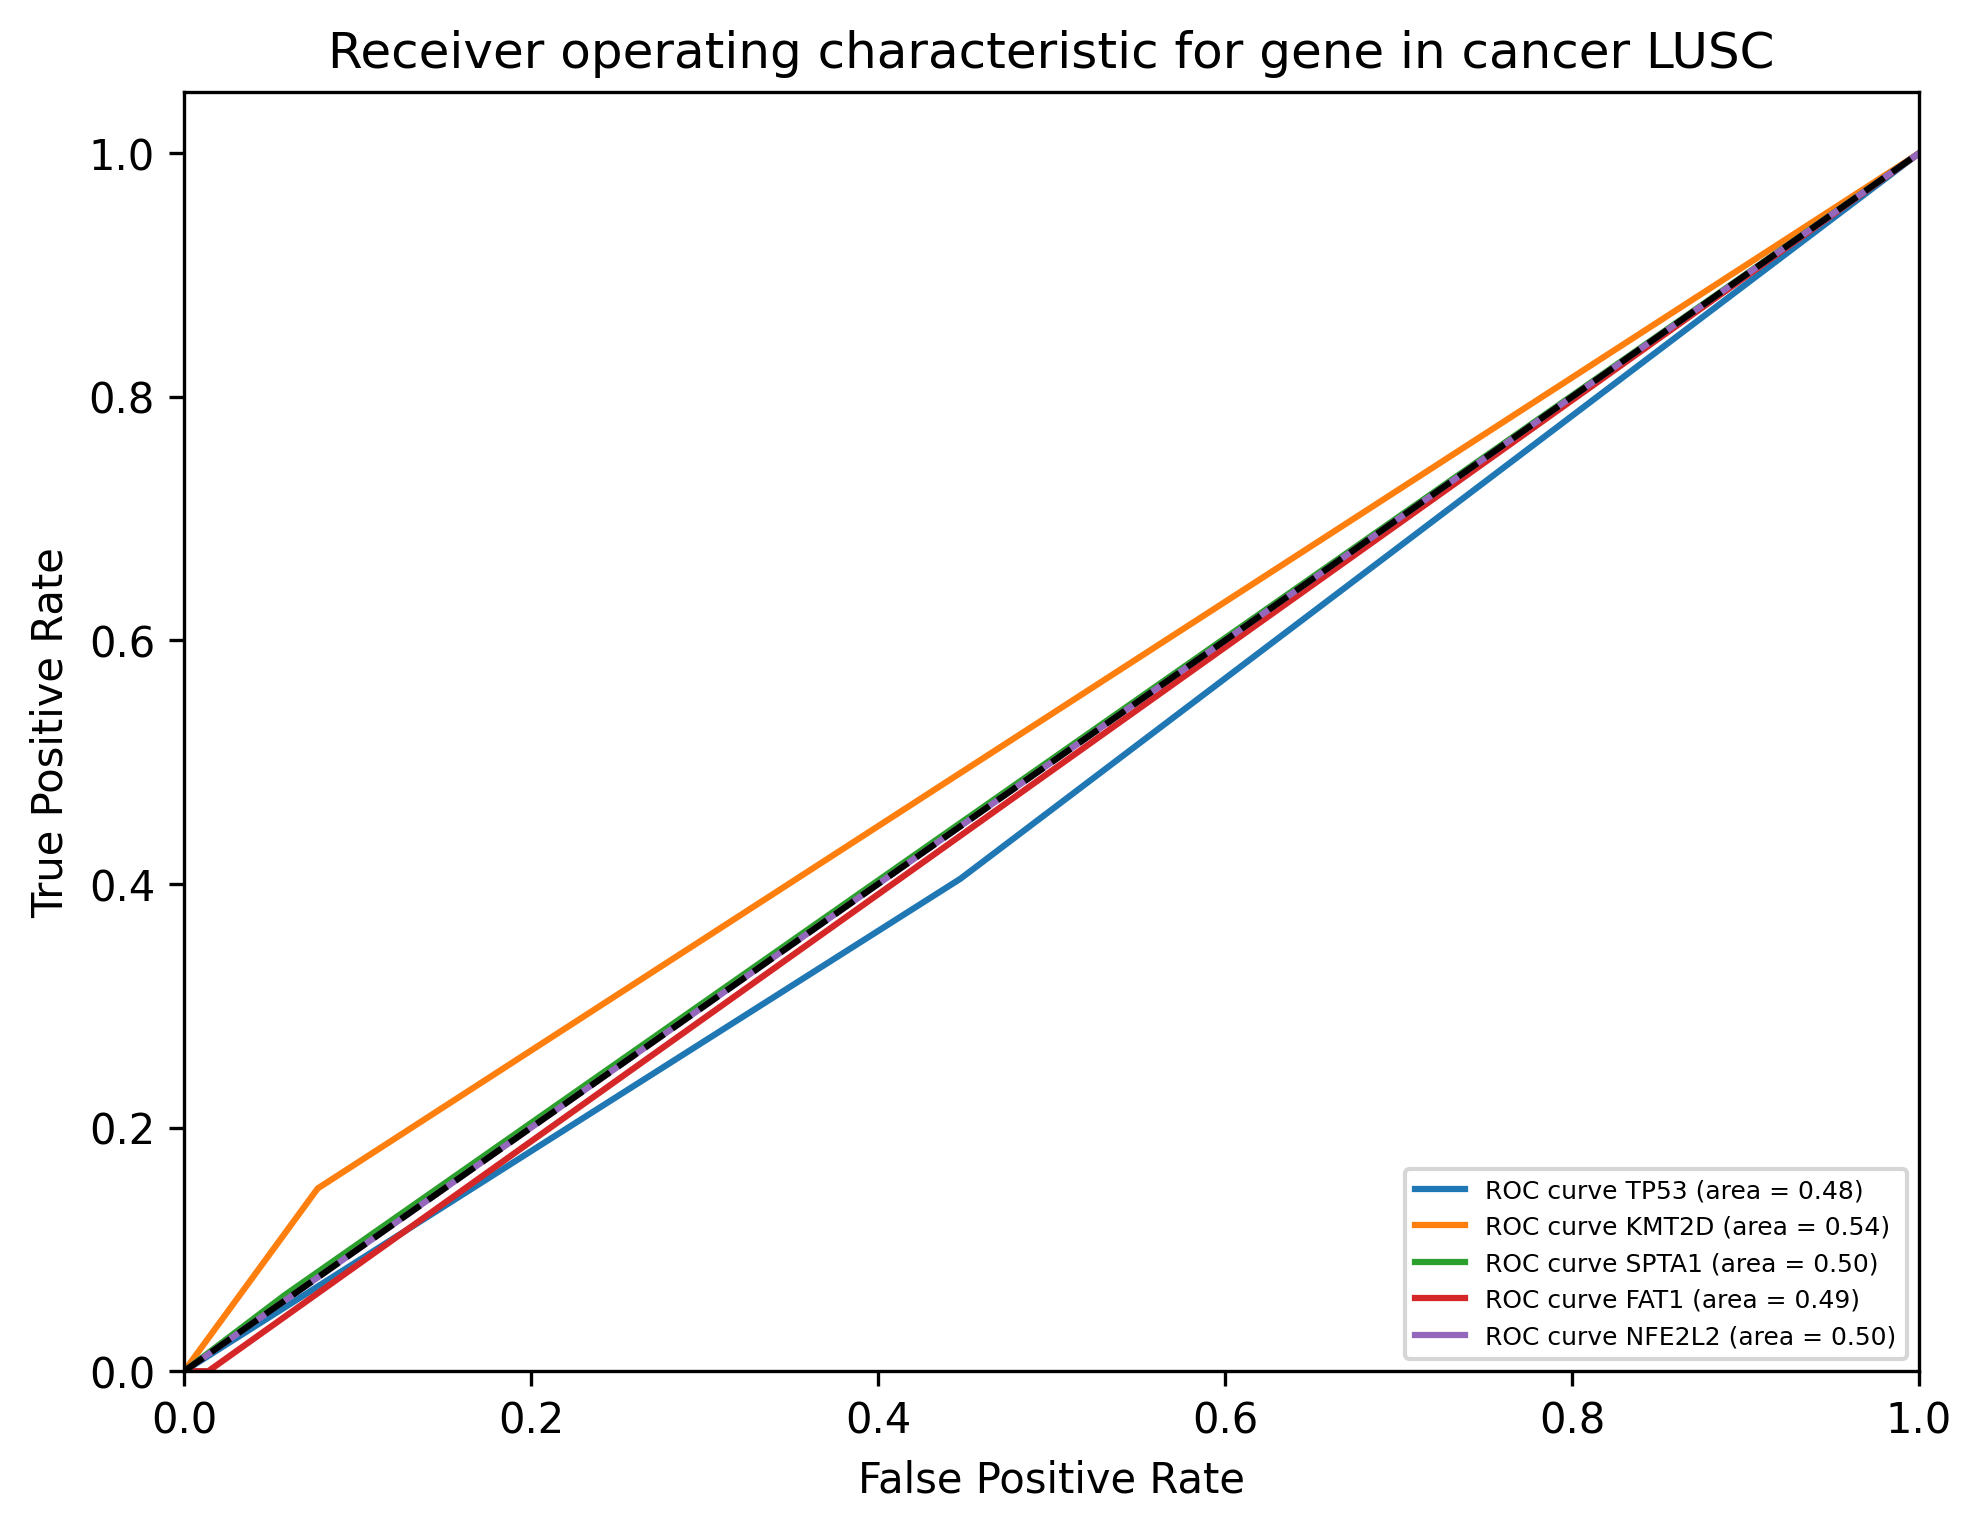 Receiver operating characteristic for gene in cancer LUSC
True Positive Rate
1.0
0.8
0.6
0.4
0.2
0.0
ROC curve TP53 (area = 0.48)
ROC curve KMT2D (area = 0.54)
ROC curve SPTA1 (area = 0.50)
ROC curve FAT1 (area = 0.49)
ROC curve NFE2L2 (area = 0.50)
0.0 0.2 0.4 0.6 0.8 1.0
False Positive Rate